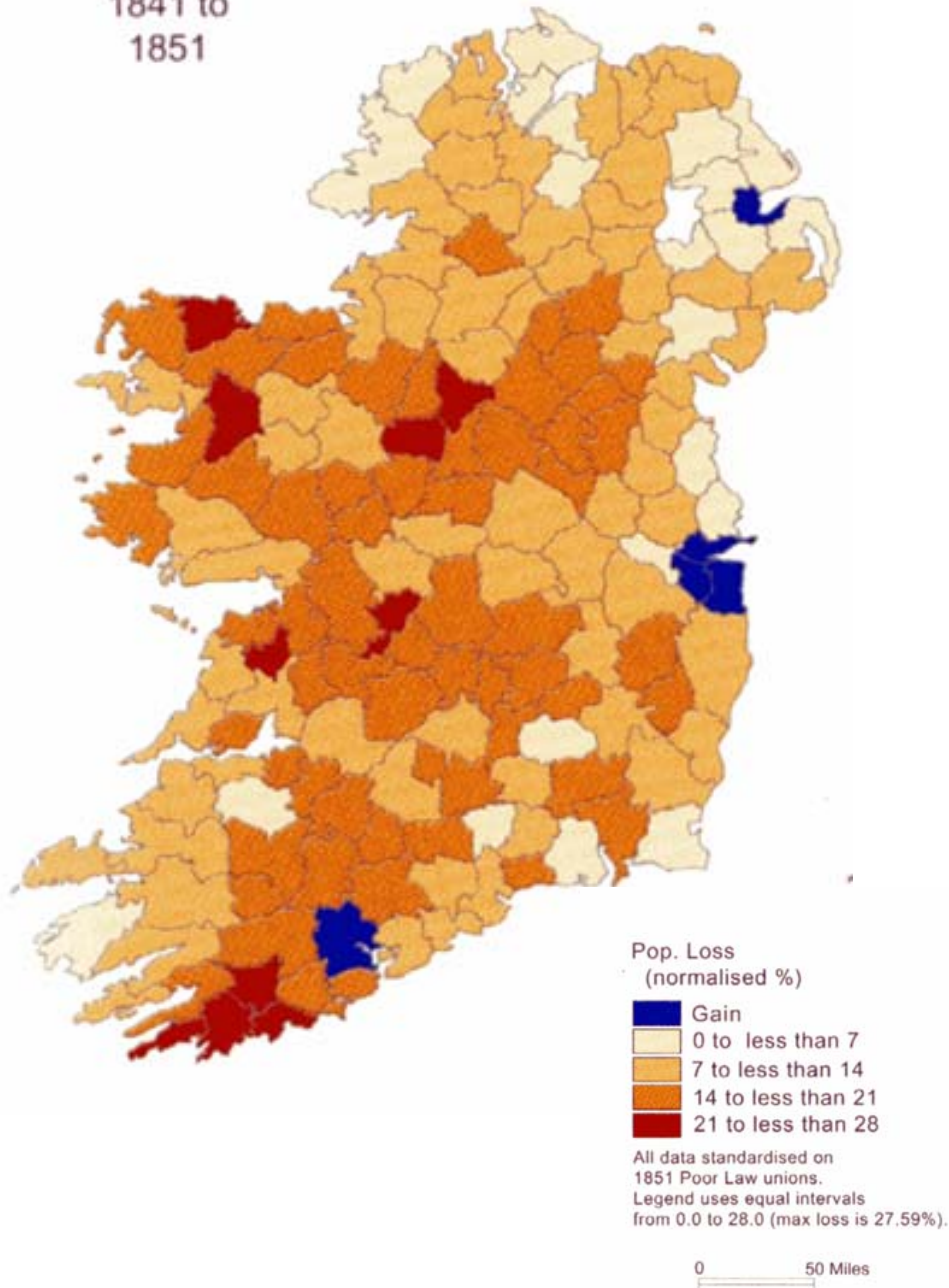 1841 to
1851
Pop. Loss
(normalised %)
Gain
0 to less than 7
7 to less than 14
14 to less than 21
21 to less than 28
All data standardised on
1851 Poor Law unions.
Legend uses equal intervals
from 0.0 to 28.0 (max loss is 27.59%).
0 50 Miles